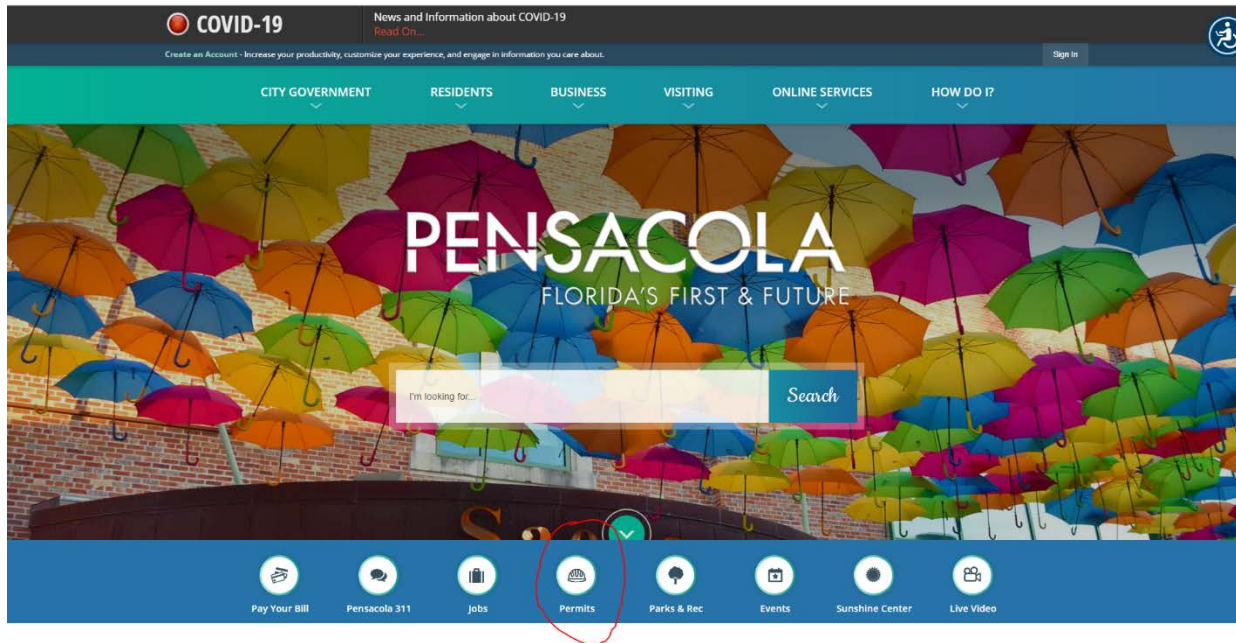 COVID-19
News and Information about COVID-19
Read On...
Create an Account - Increase your productivity, customize your experience, and engage in information you care about.
Sign In
CITY GOVERNMENT RESIDENTS BUSINESS VISITING ONLINE SERVICES HOW DO I?
PENSACOLA
FLORIDA'S FIRST & FUTURE
I'm looking for...
Search
Pay Your Bill Pensacola 311 Jobs Permits Parks & Rec Events Sunshine Center Live Video